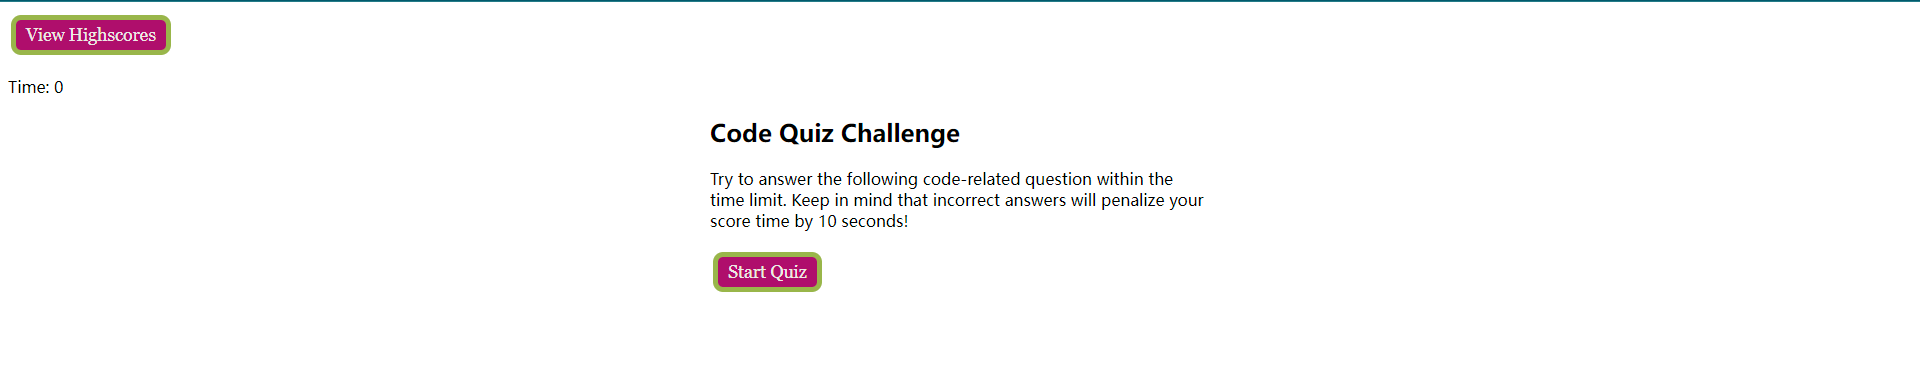 View Highscores
Time: 0
Code Quiz Challenge
Try to answer the following code-related question within the
time limit. Keep in mind that incorrect answers will penalize your
score time by 10 seconds!
Start Quiz